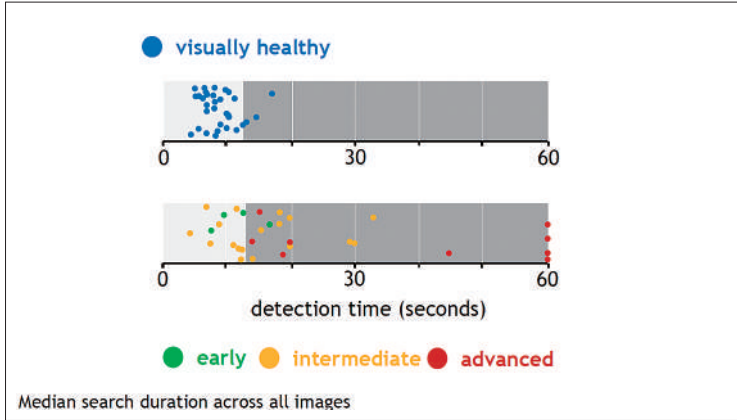 visually healthy
0 30 60
0 30 60
detection time (seconds)
early intermediate advanced
Median search duration across all images